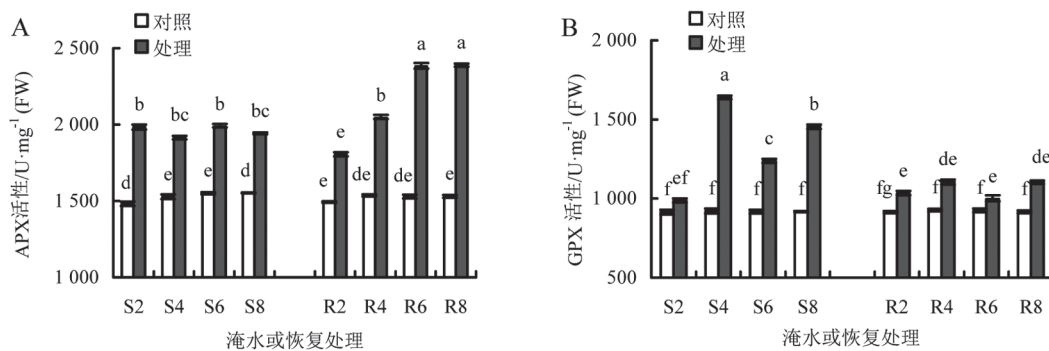 A
对照
处理
APX活性/U·mg⁻¹ (FW)
2 500
2 000
1 500
1 000
d b e bc e b d bc e e de b de a e a
S2 S4 S6 S8 R2 R4 R6 R8
淹水或恢复处理
B
对照
处理
GPX 活性/U·mg⁻¹ (FW)
2 000
1 500
1 000
500
f ef f a f c f b fg e f de f e f de
S2 S4 S6 S8 R2 R4 R6 R8
淹水或恢复处理